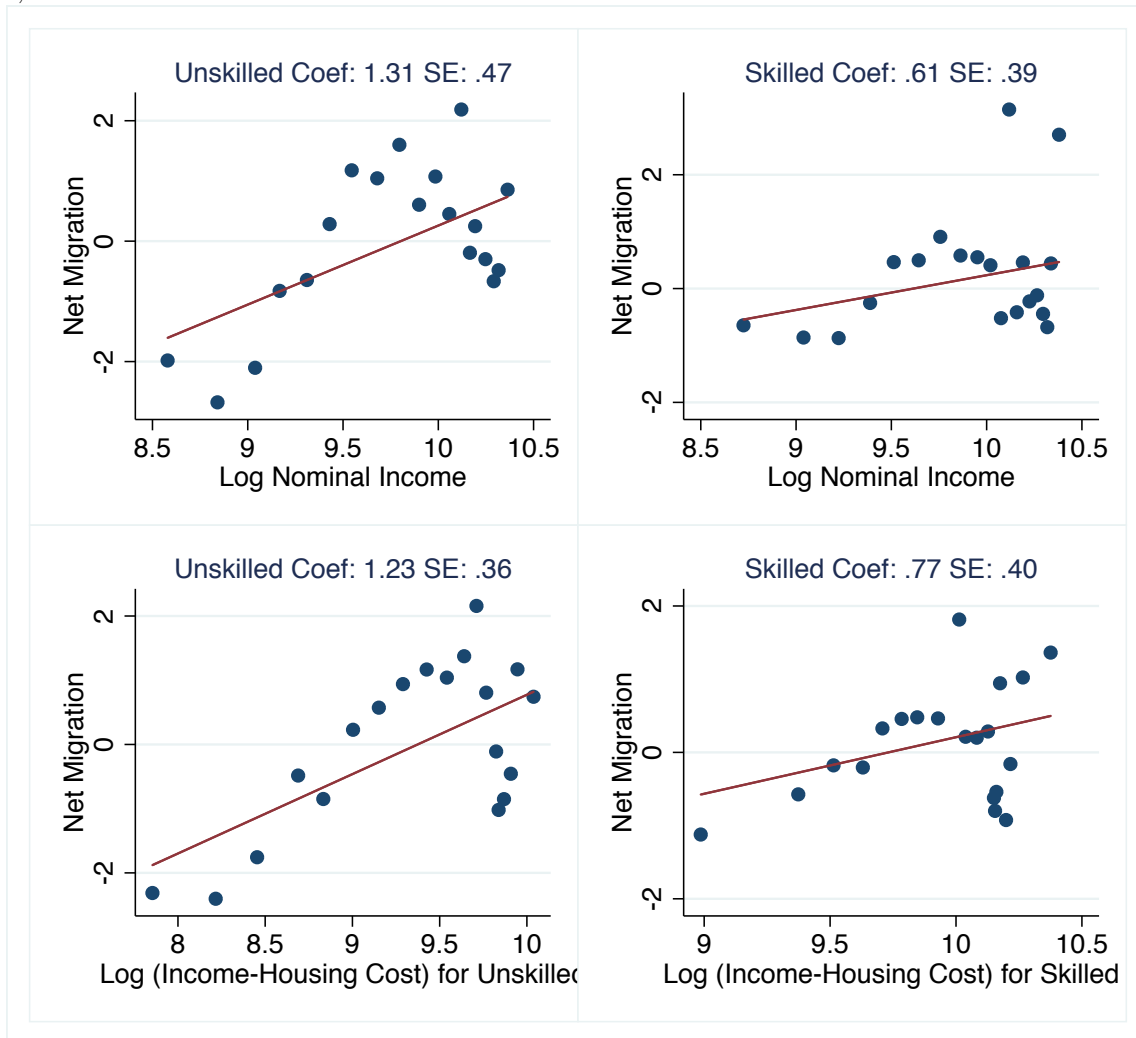 Unskilled Coef: 1.31 SE: .47
2
0
-2
Net Migration
8.5 9 9.5 10 10.5
Log Nominal Income
Skilled Coef: .61 SE: .39
2
0
-2
Net Migration
8.5 9 9.5 10 10.5
Log Nominal Income
Unskilled Coef: 1.23 SE: .36
2
0
-2
Net Migration
8 8.5 9 9.5 10
Log (Income-Housing Cost) for Unskilled
Skilled Coef: .77 SE: .40
2
0
-2
Net Migration
9 9.5 10 10.5
Log (Income-Housing Cost) for Skilled